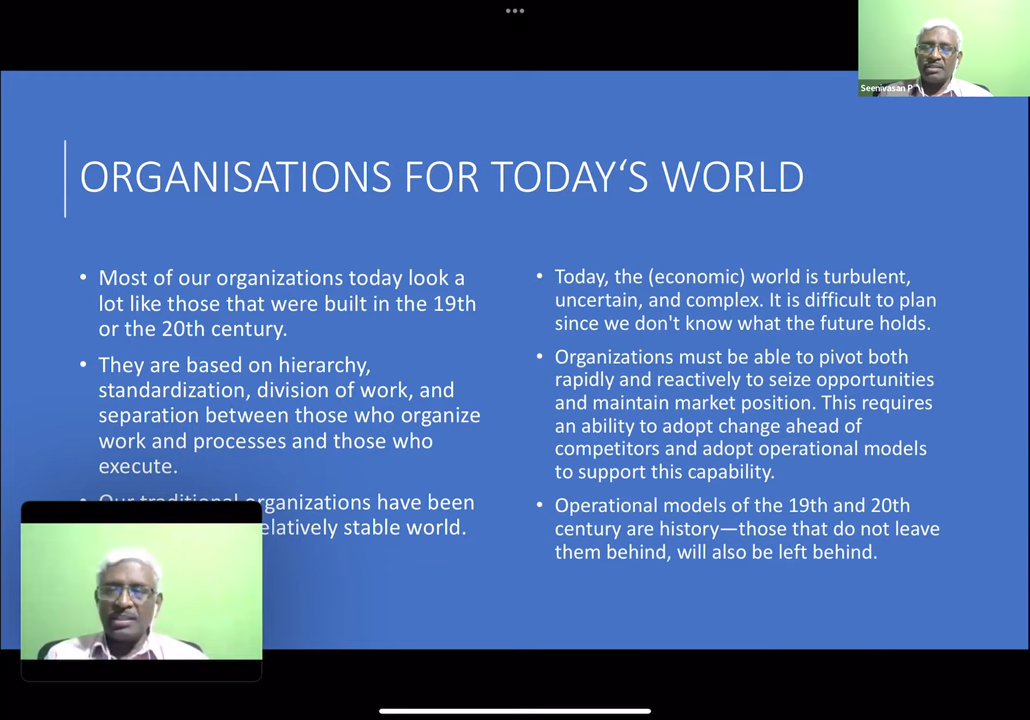 Seenivasan P
ORGANISATIONS FOR TODAY‘S WORLD
• Most of our organizations today look a
lot like those that were built in the 19th
or the 20th century.
• They are based on hierarchy,
standardization, division of work, and
separation between those who organize
work and processes and those who
execute.
• Our traditional organizations have been
relatively stable world.
• Today, the (economic) world is turbulent,
uncertain, and complex. It is difficult to plan
since we don't know what the future holds.
• Organizations must be able to pivot both
rapidly and reactively to seize opportunities
and maintain market position. This requires
an ability to adopt change ahead of
competitors and adopt operational models
to support this capability.
• Operational models of the 19th and 20th
century are history—those that do not leave
them behind, will also be left behind.